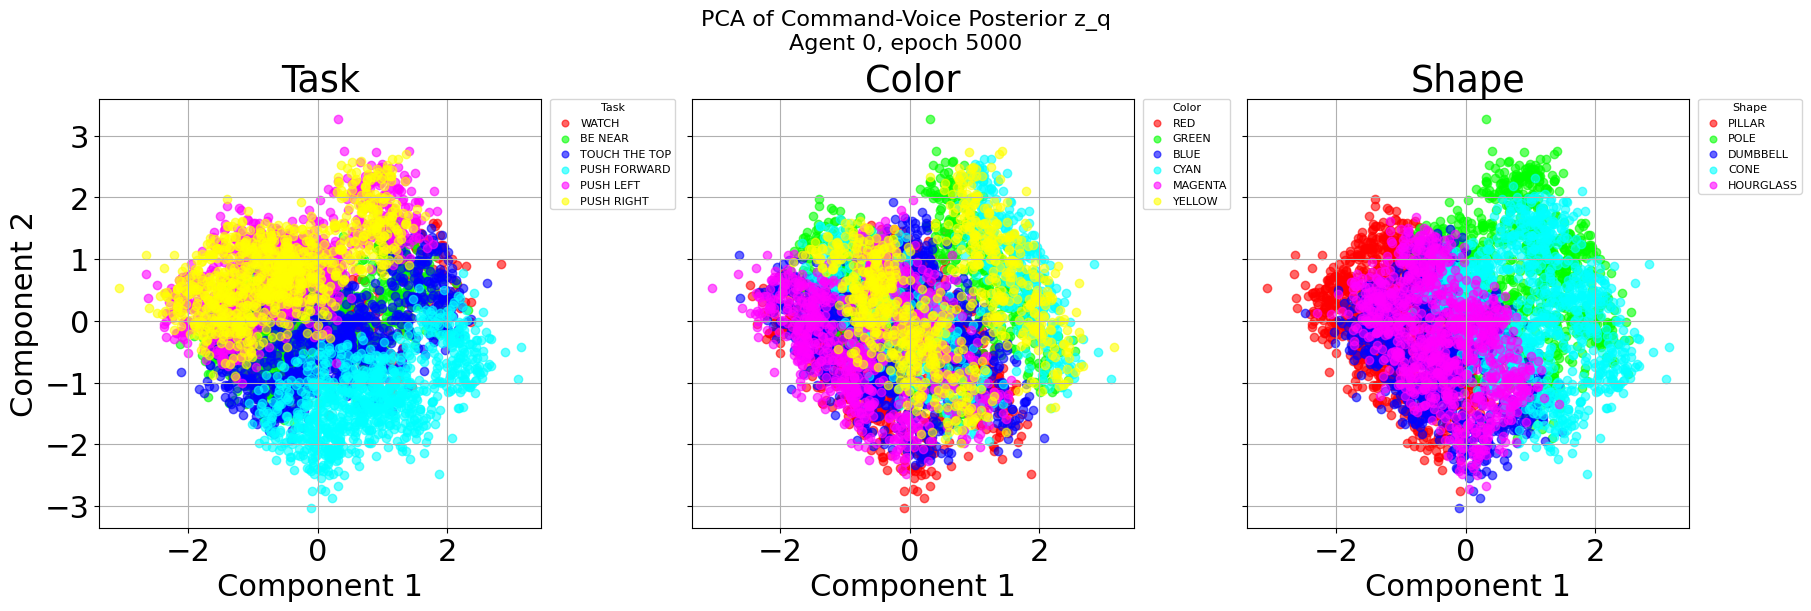 PCA of Command-Voice Posterior z_q
Agent 0, epoch 5000
Task
Component 2
3
2
1
0
−1
−2
−3
−2 0 2
Component 1
Task
WATCH
BE NEAR
TOUCH THE TOP
PUSH FORWARD
PUSH LEFT
PUSH RIGHT
Color
−2 0 2
Component 1
Color
RED
GREEN
BLUE
CYAN
MAGENTA
YELLOW
Shape
−2 0 2
Component 1
Shape
PILLAR
POLE
DUMBBELL
CONE
HOURGLASS